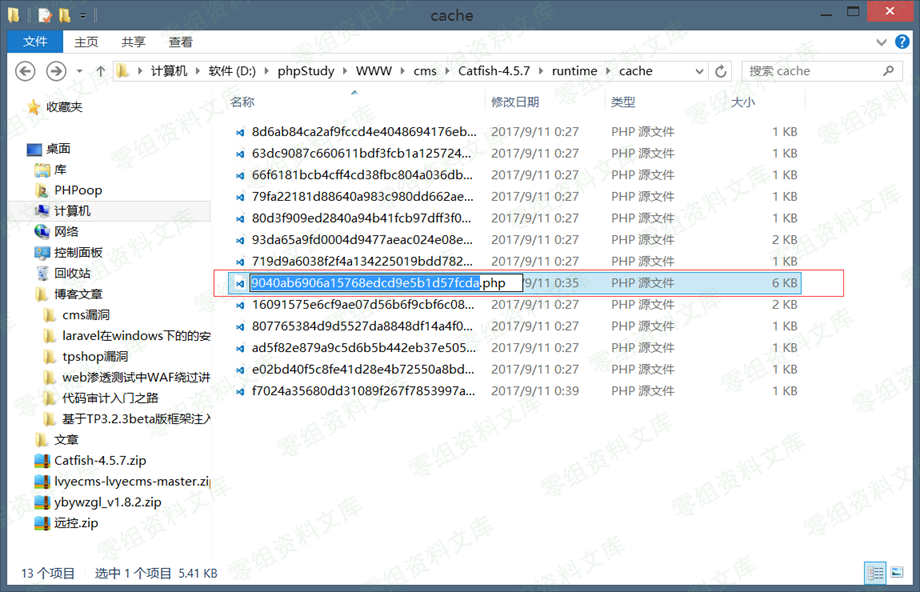 cache
文件 主页 共享 查看
计算机 软件 (D:) phpStudy WWW cms Catfish-4.5.7 runtime cache 搜索 cache
名称 修改日期 类型 大小
收藏夹
桌面
库
PHPoop
计算机
网络
控制面板
回收站
博客文章
cms漏洞
laravel在windows下的的安
tpshop漏洞
web渗透测试中WAF绕过讲
代码审计入门之路
基于TP3.2.3beta版框架注入
文章
Catfish-4.5.7.zip
lvyecms-lvyecms-master.zip
ybywzgl_v1.8.2.zip
远控.zip
8d6ab84ca2af9fccd4e4048694176eb... 2017/9/11 0:27 PHP 源文件 1 KB
63dc9087c660611bdf3fcb1a125724... 2017/9/11 0:27 PHP 源文件 1 KB
66f6181bcb4cff4cd38fbc804a036db... 2017/9/11 0:27 PHP 源文件 1 KB
79fa22181d88640a983c980dd662ae... 2017/9/11 0:27 PHP 源文件 1 KB
80d3f909ed2840a94b41fcb97dff3f0... 2017/9/11 0:27 PHP 源文件 1 KB
93da65a9fd0004d9477aeac024e08e... 2017/9/11 0:27 PHP 源文件 2 KB
719d9a6038f2f4a134225019bdd782... 2017/9/11 0:27 PHP 源文件 1 KB
9040ab6906a15768edcd9e5b1d57fcda.php 7/9/11 0:35 PHP 源文件 6 KB
16091575e6cf9ae07d56b6f9cbf6c08... 2017/9/11 0:27 PHP 源文件 2 KB
807765384d9d5527da8848df14a4f0... 2017/9/11 0:27 PHP 源文件 1 KB
ad5f82e879a9c5d6b5b442eb37e505... 2017/9/11 0:27 PHP 源文件 1 KB
e02bd40f5c8fe41d28e4b72550a8bd... 2017/9/11 0:27 PHP 源文件 1 KB
f7024a35680dd31089f267f7853997a... 2017/9/11 0:39 PHP 源文件 1 KB
13 个项目 选中 1 个项目 5.41 KB
零组资料文库